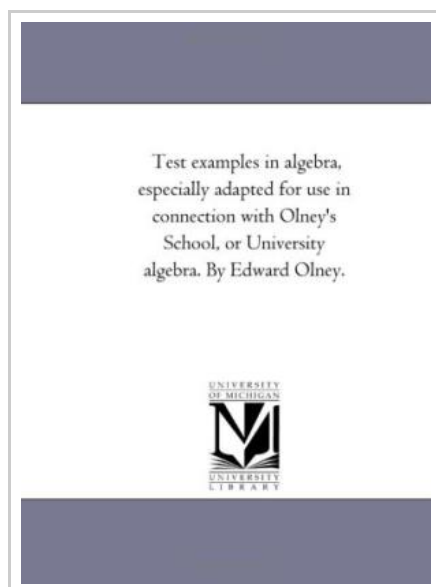 Test examples in algebra,
especially adapted for use in
connection with Olney's
School, or University
algebra. By Edward Olney.
UNIVERSITY
OF MICHIGAN
UNIVERSITY
LIBRARY